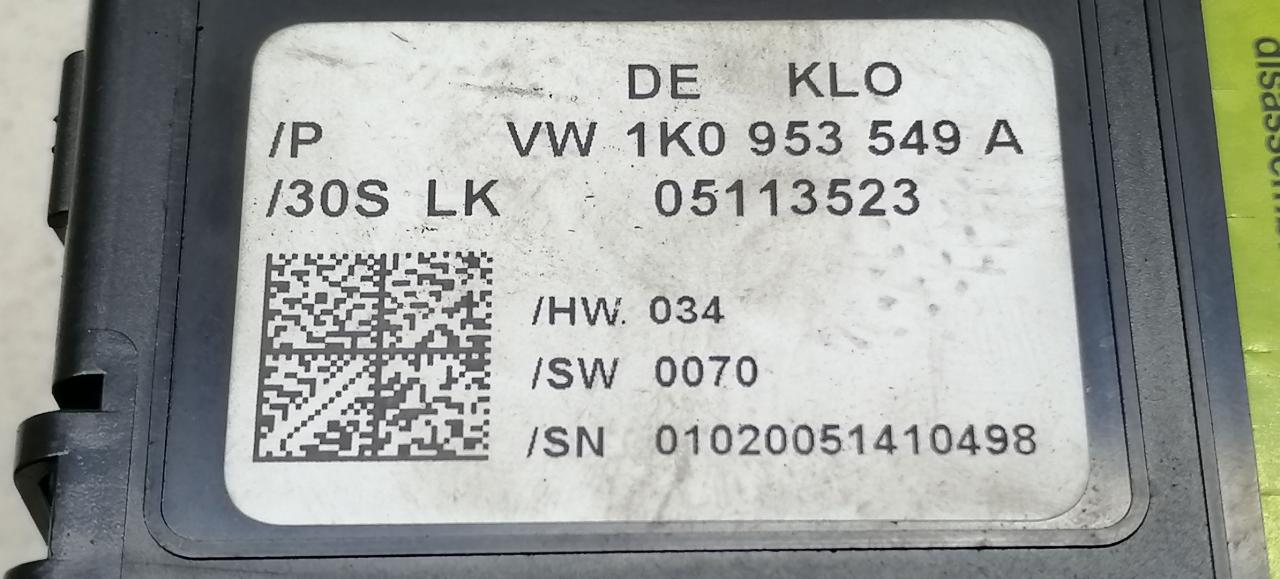 DE KLO
/P VW 1K0 953 549 A
/30S LK 05113523
/HW. 034
/SW 0070
/SN 01020051410498